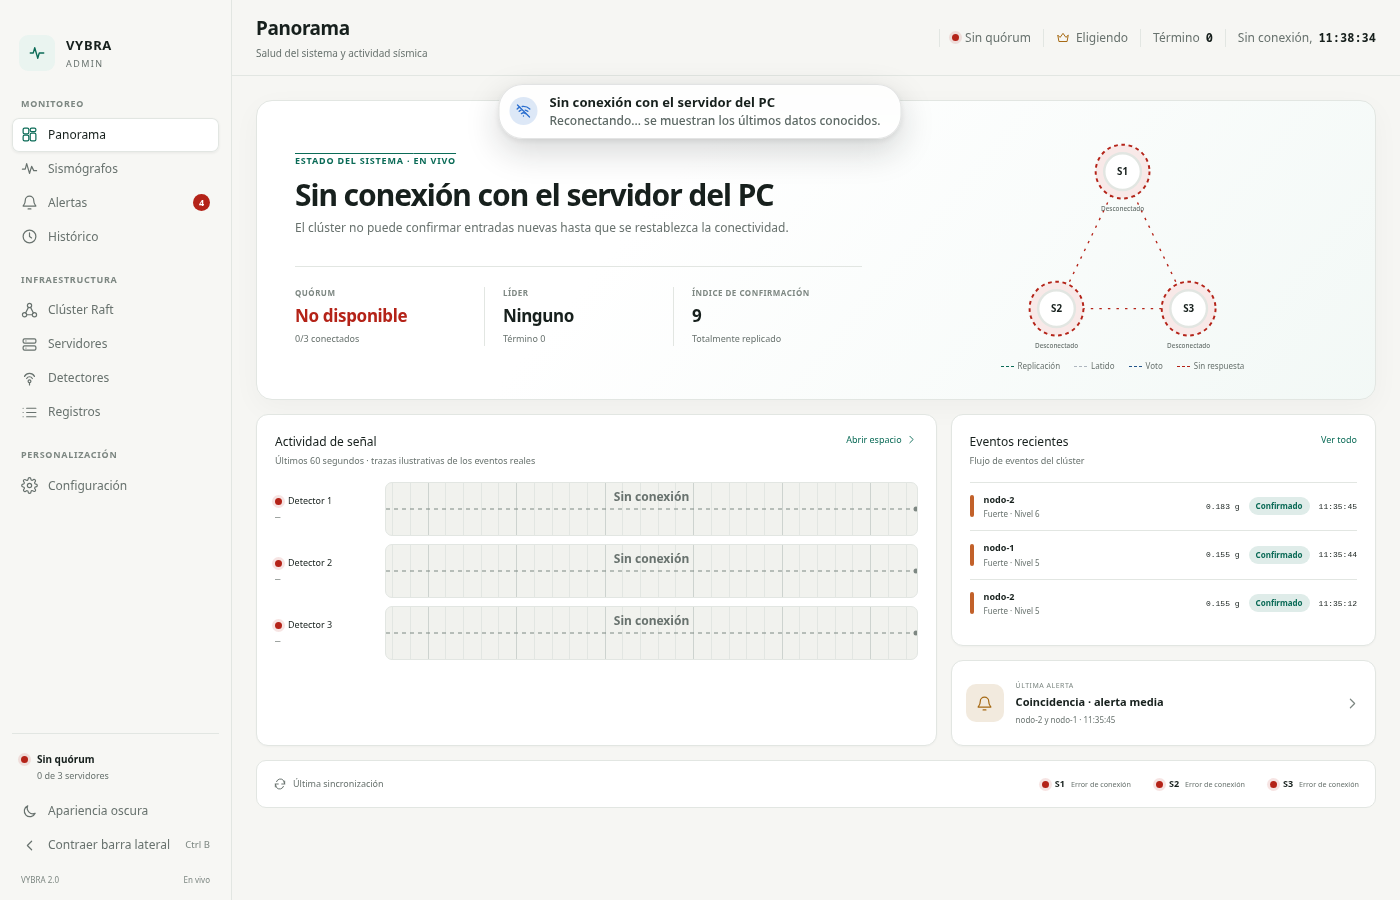 VYBRA
ADMIN
MONITOREO
Panorama
Sismógrafos
Alertas
4
Histórico
INFRAESTRUCTURA
Clúster Raft
Servidores
Detectores
Registros
PERSONALIZACIÓN
Configuración
Sin quórum
0 de 3 servidores
Apariencia oscura
Contraer barra lateral Ctrl B
VYBRA 2.0 En vivo
Panorama
Salud del sistema y actividad sísmica
Sin quórum
Eligiendo
Término 0
Sin conexión, 11:38:34
Sin conexión con el servidor del PC
Reconectando... se muestran los últimos datos conocidos.
ESTADO DEL SISTEMA · EN VIVO
Sin conexión con el servidor del PC
El clúster no puede confirmar entradas nuevas hasta que se restablezca la conectividad.
QUÓRUM
No disponible
0/3 conectados
LÍDER
Ninguno
Término 0
ÍNDICE DE CONFIRMACIÓN
9
Totalmente replicado
S1
Desconectado
S2
Desconectado
S3
Desconectado
Replicación Latido Voto Sin respuesta
Actividad de señal
Abrir espacio
Últimos 60 segundos · trazas ilustrativas de los eventos reales
Detector 1
—
Sin conexión
Detector 2
—
Sin conexión
Detector 3
—
Sin conexión
Eventos recientes
Ver todo
Flujo de eventos del clúster
nodo-2
Fuerte · Nivel 6
0.183 g Confirmado 11:35:45
nodo-1
Fuerte · Nivel 5
0.155 g Confirmado 11:35:44
nodo-2
Fuerte · Nivel 5
0.155 g Confirmado 11:35:12
ÚLTIMA ALERTA
Coincidencia · alerta media
nodo-2 y nodo-1 · 11:35:45
Última sincronización
S1 Error de conexión
S2 Error de conexión
S3 Error de conexión